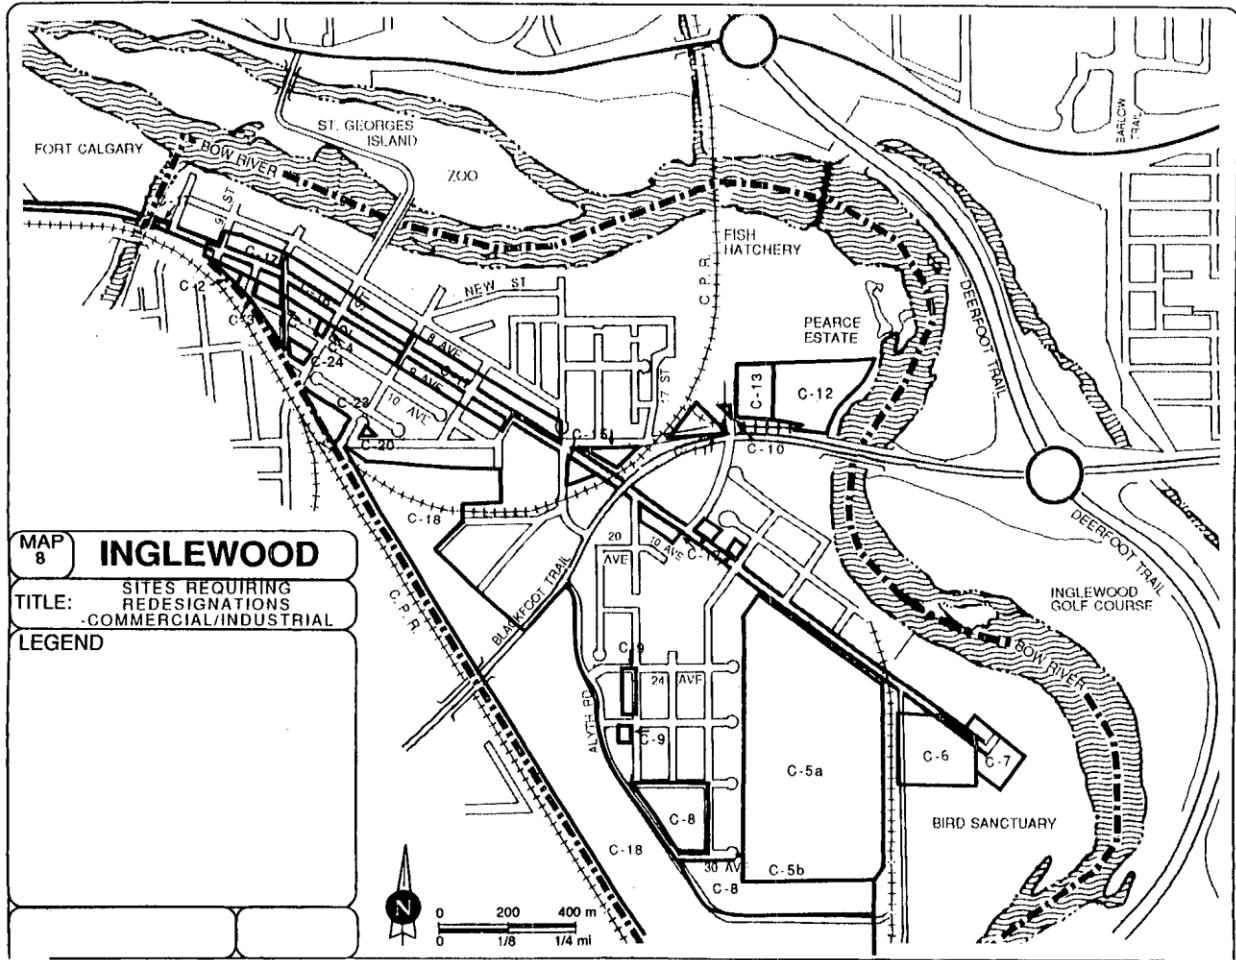 FORT CALGARY
ST. GEORGES
ISLAND
BOW RIVER
ZOO
BARLOW
TRAIL
9 ST
FISH
HATCHERY
C. P. R.
C-17
C-2
NEW ST
DEERFOOT TRAIL
PEARCE
ESTATE
8 AVE
9 AVE
C-24
10 AVE
17 ST
C-13
C-12
C-23
C-20
C-15
C-11
C-10
C-18
20
AVE
10 AVE
DEERFOOT TRAIL
INGLEWOOD
GOLF COURSE
BLACKFOOT TRAIL
C. P. R.
BOW RIVER
C-9
24 AVE
ALYTH RD
C-9
C-5a
C-6
C-7
C-8
BIRD SANCTUARY
C-18
30 AV
C-5b
C-8
MAP
8
INGLEWOOD
TITLE:
SITES REQUIRING
REDESIGNATIONS
-COMMERCIAL/INDUSTRIAL
LEGEND
N
0 200 400 m
0 1/8 1/4 mi